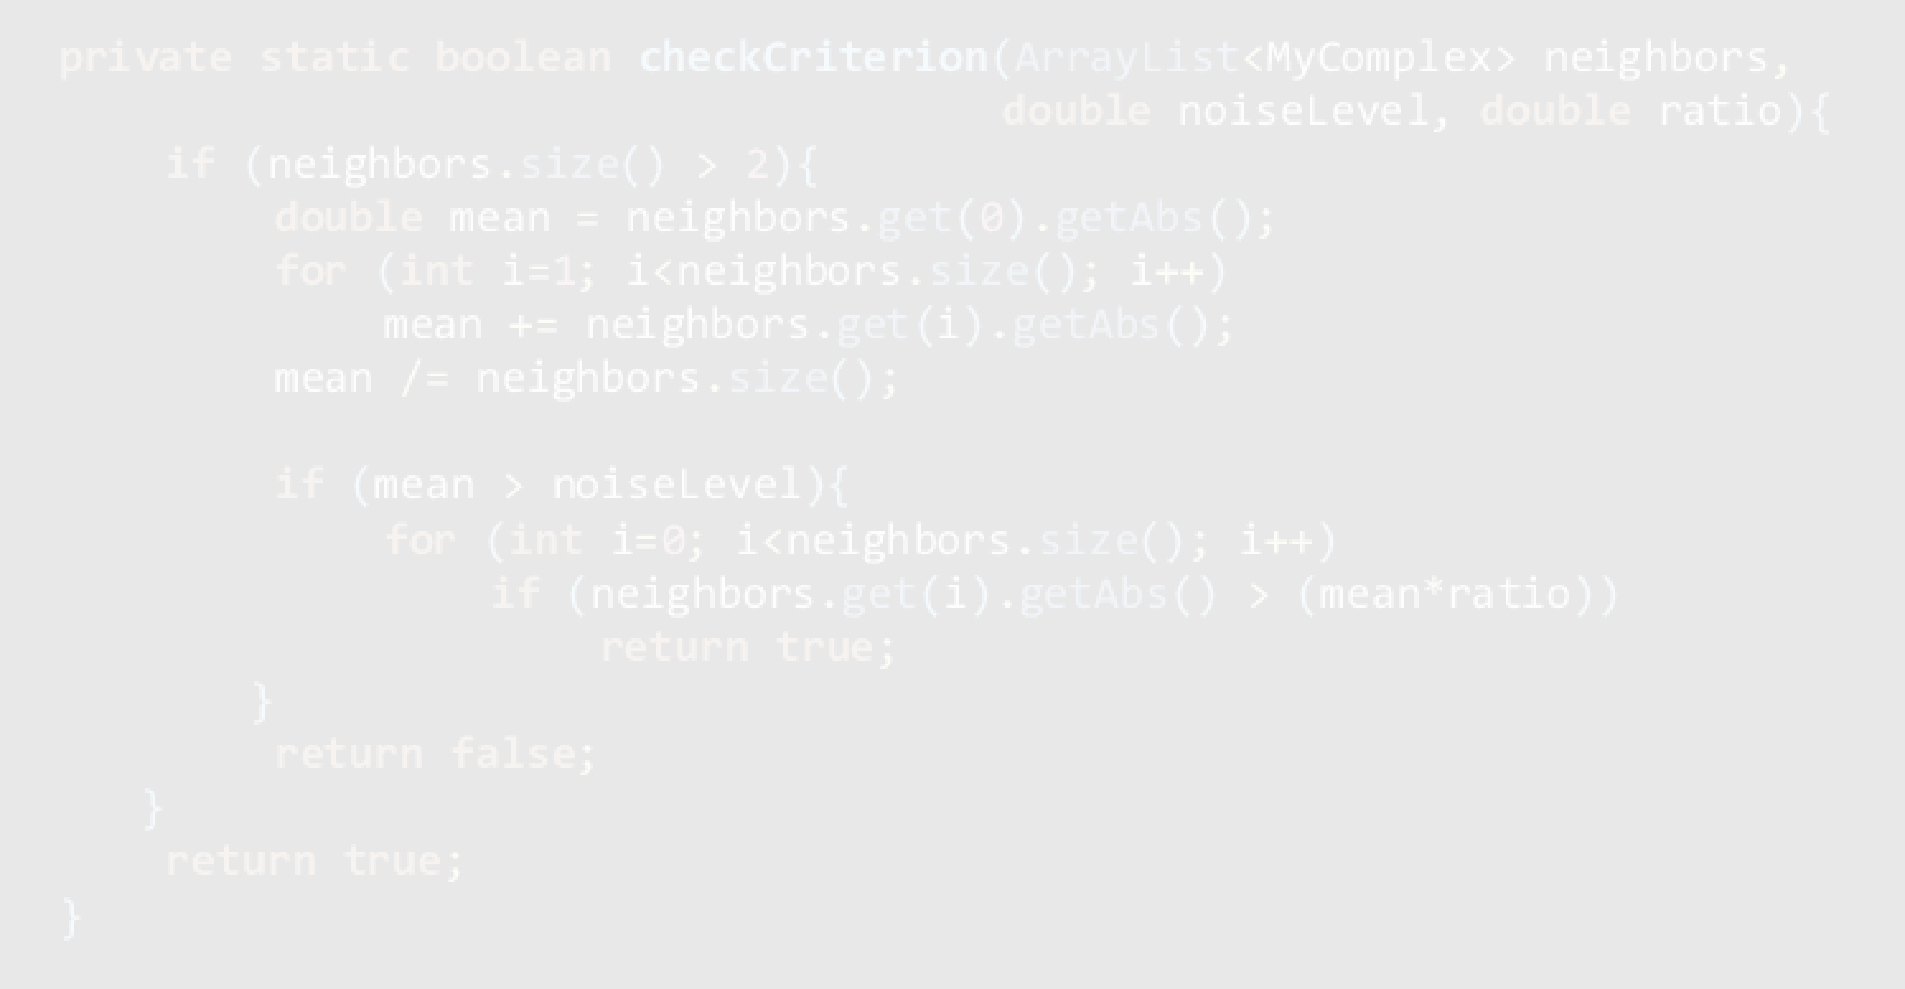 private static boolean checkCriterion(ArrayList<MyComplex> neighbors,
double noiseLevel, double ratio){
if (neighbors.size() > 2){
double mean = neighbors.get(0).getAbs();
for (int i=1; i<neighbors.size(); i++)
mean += neighbors.get(i).getAbs();
mean /= neighbors.size();
if (mean > noiseLevel){
for (int i=0; i<neighbors.size(); i++)
if (neighbors.get(i).getAbs() > (mean*ratio))
return true;
}
return false;
}
return true;
}